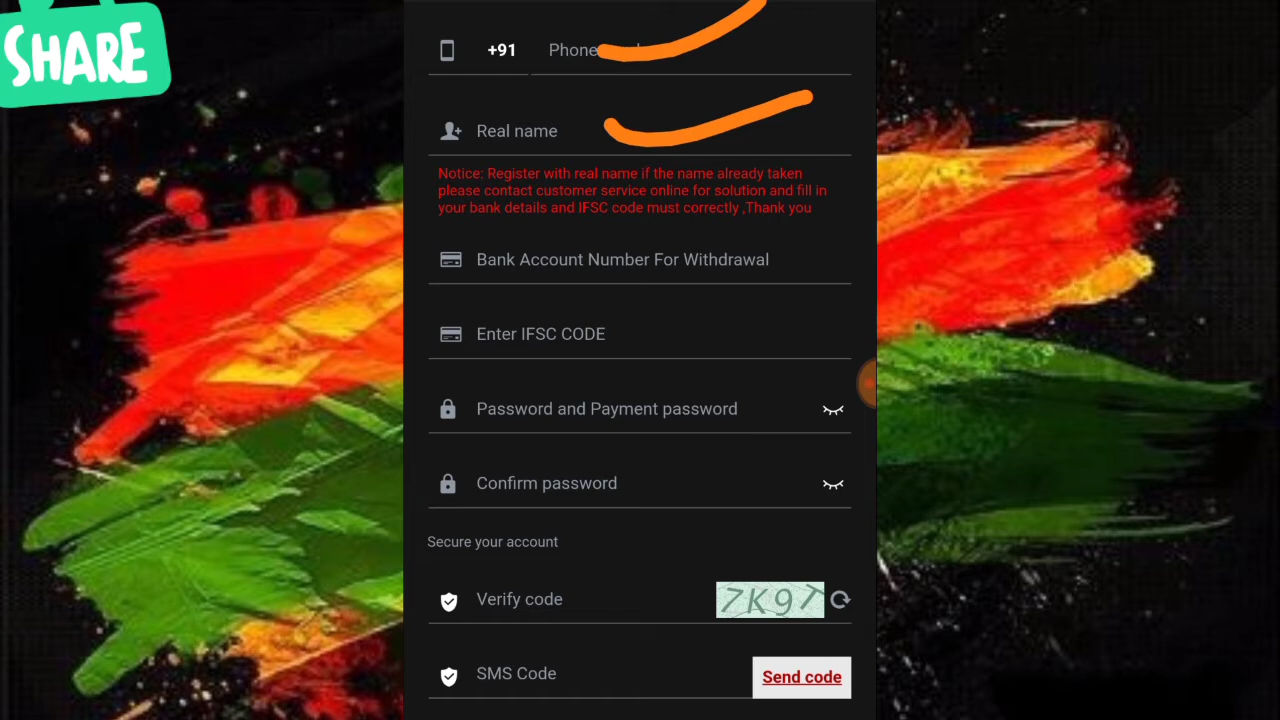 SHARE
+91 Phone
Real name
Notice: Register with real name if the name already taken
please contact customer service online for solution and fill in
your bank details and IFSC code must correctly ,Thank you
Bank Account Number For Withdrawal
Enter IFSC CODE
Password and Payment password
Confirm password
Secure your account
Verify code 7K97
SMS Code Send code